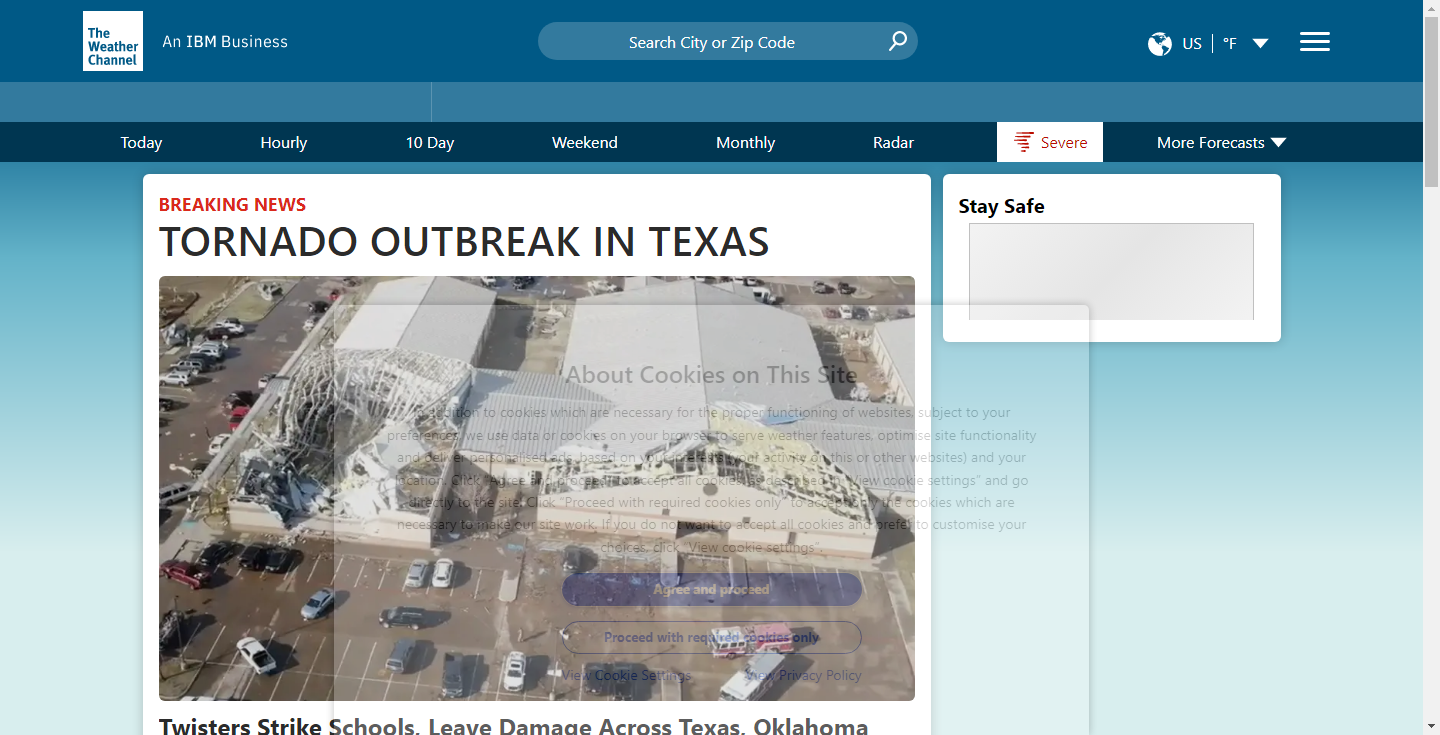 The
Weather
Channel
An IBM Business
Search City or Zip Code
US
°F
Today
Hourly
10 Day
Weekend
Monthly
Radar
Severe
More Forecasts
BREAKING NEWS
TORNADO OUTBREAK IN TEXAS
Stay Safe
About Cookies on This Site
In addition to cookies which are necessary for the proper functioning of websites, subject to your
preferences, we use data or cookies on your browser to serve weather features, optimise site functionality
and deliver personalised ads, based on your interests (your activity on this or other websites) and your
location. Click "Agree and proceed" to accept all cookies as described in "View cookie settings" and go
directly to the site. Click "Proceed with required cookies only" to accept only the cookies which are
necessary to make our site work. If you do not want to accept all cookies and prefer to customise your
choices, click "View cookie settings".
Agree and proceed
Proceed with required cookies only
View Cookie Settings
View Privacy Policy
Twisters Strike Schools, Leave Damage Across Texas, Oklahoma